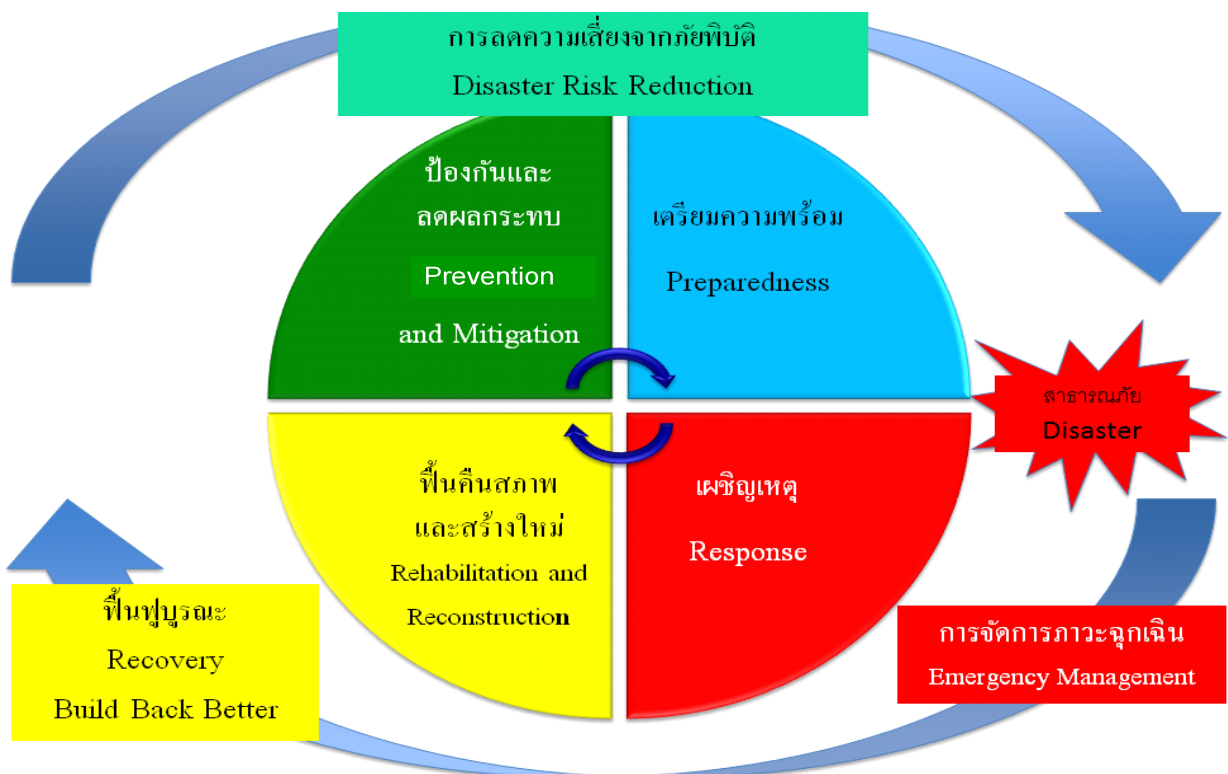 การลดความเสี่ยงจากภัยพิบัติ
Disaster Risk Reduction
ป้องกันและ
ลดผลกระทบ
Prevention
and Mitigation
เตรียมความพร้อม
Preparedness
สาธารณภัย
Disaster
ฟื้นคืนสภาพ
และสร้างใหม่
Rehabilitation and
Reconstruction
เผชิญเหตุ
Response
ฟื้นฟูบูรณะ
Recovery
Build Back Better
การจัดการภาวะฉุกเฉิน
Emergency Management